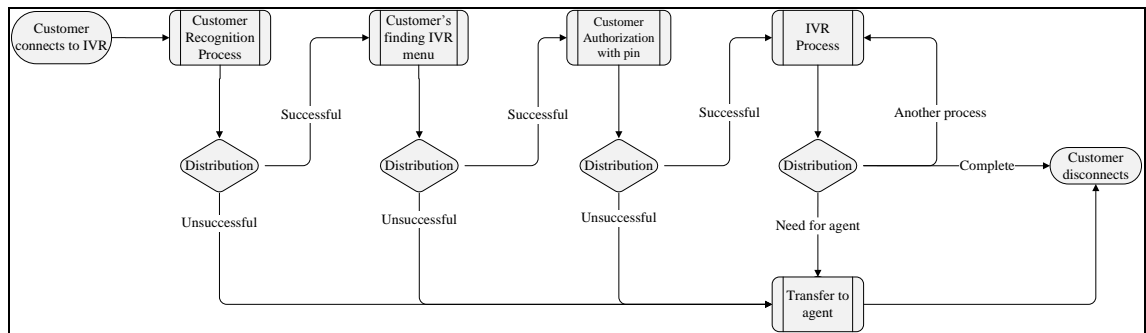 Customer
connects to IVR
Customer
Recognition
Process
Customer's
finding IVR
menu
Customer
Authorization
with pin
IVR
Process
Successful
Successful
Successful
Another process
Distribution
Distribution
Distribution
Distribution
Complete
Customer
disconnects
Unsuccessful
Unsuccessful
Unsuccessful
Need for agent
Transfer to
agent